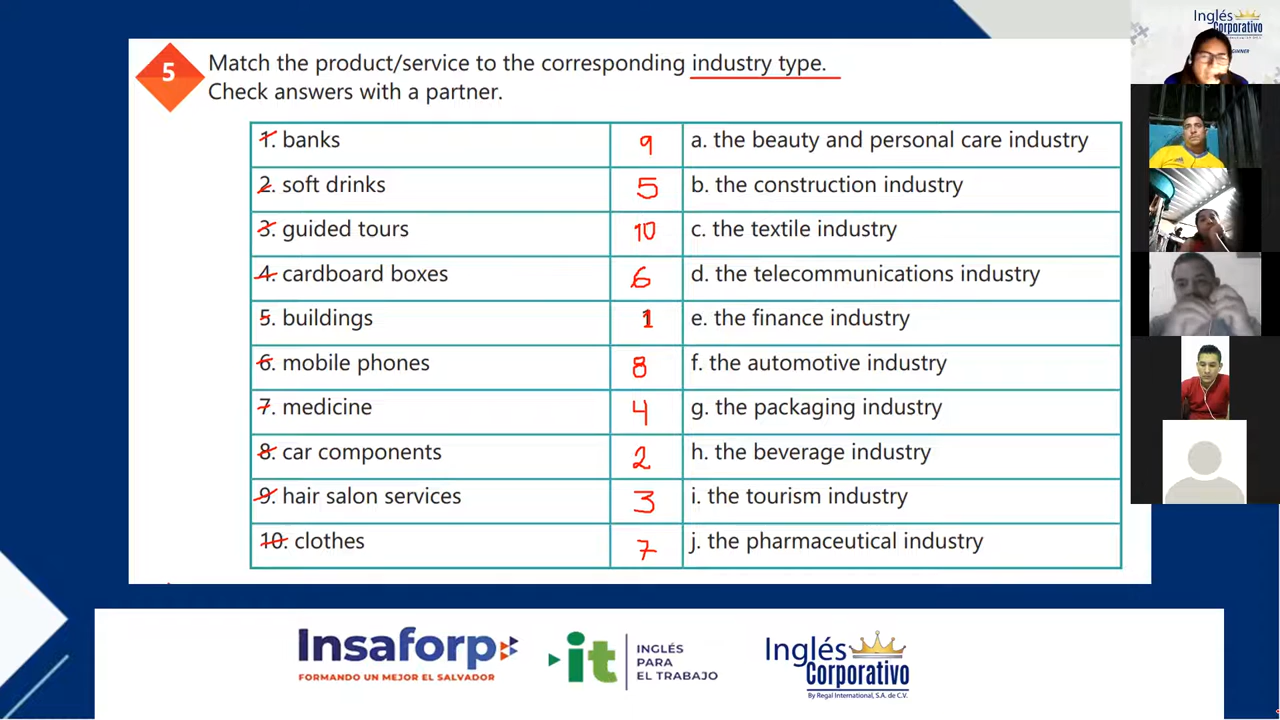 5
Match the product/service to the corresponding industry type.
Check answers with a partner.
1. banks 9 a. the beauty and personal care industry
2. soft drinks 5 b. the construction industry
3. guided tours 10 c. the textile industry
4. cardboard boxes 6 d. the telecommunications industry
5. buildings 1 e. the finance industry
6. mobile phones 8 f. the automotive industry
7. medicine 4 g. the packaging industry
8. car components 2 h. the beverage industry
9. hair salon services 3 i. the tourism industry
10. clothes 7 j. the pharmaceutical industry
Insaforp
FORMANDO UN MEJOR EL SALVADOR
it
INGLÉS
PARA
EL TRABAJO
Inglés
Corporativo
By Regal International, S.A. de C.V.
Inglés
Corporativo